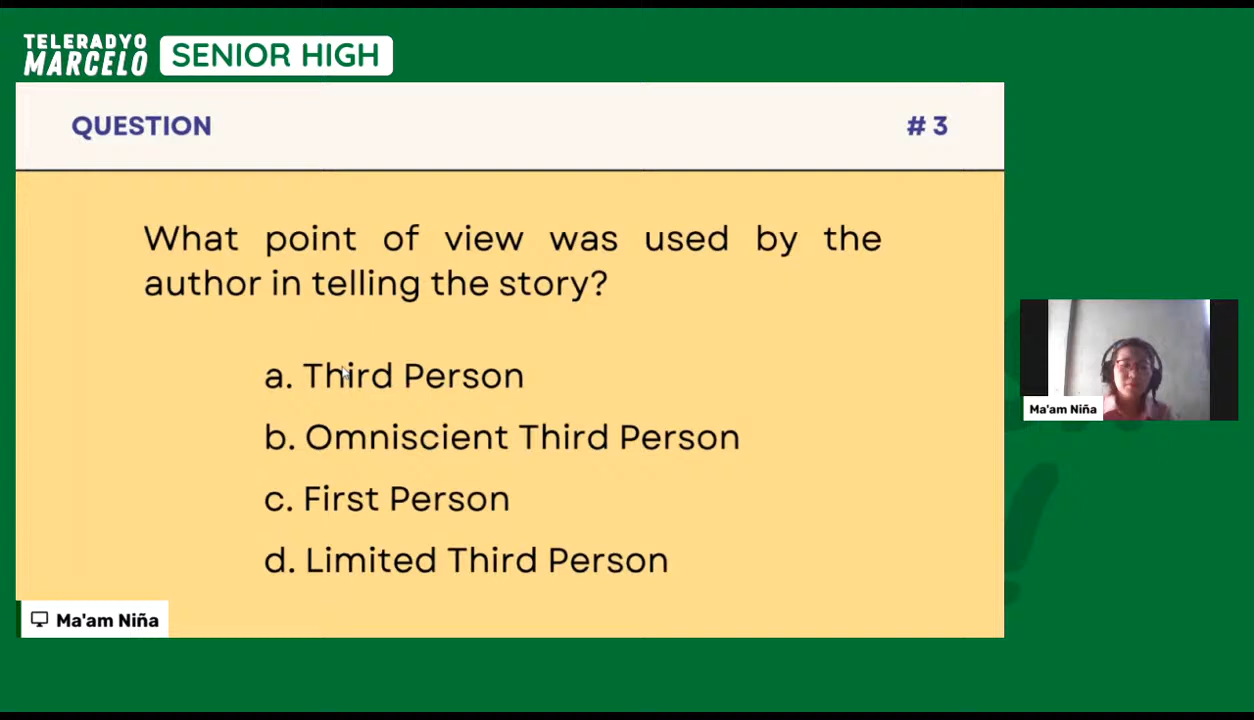 TELERADYO
MARCELO
SENIOR HIGH
QUESTION
# 3
What point of view was used by the
author in telling the story?
a. Third Person
b. Omniscient Third Person
c. First Person
d. Limited Third Person
Ma'am Niña
Ma'am Niña